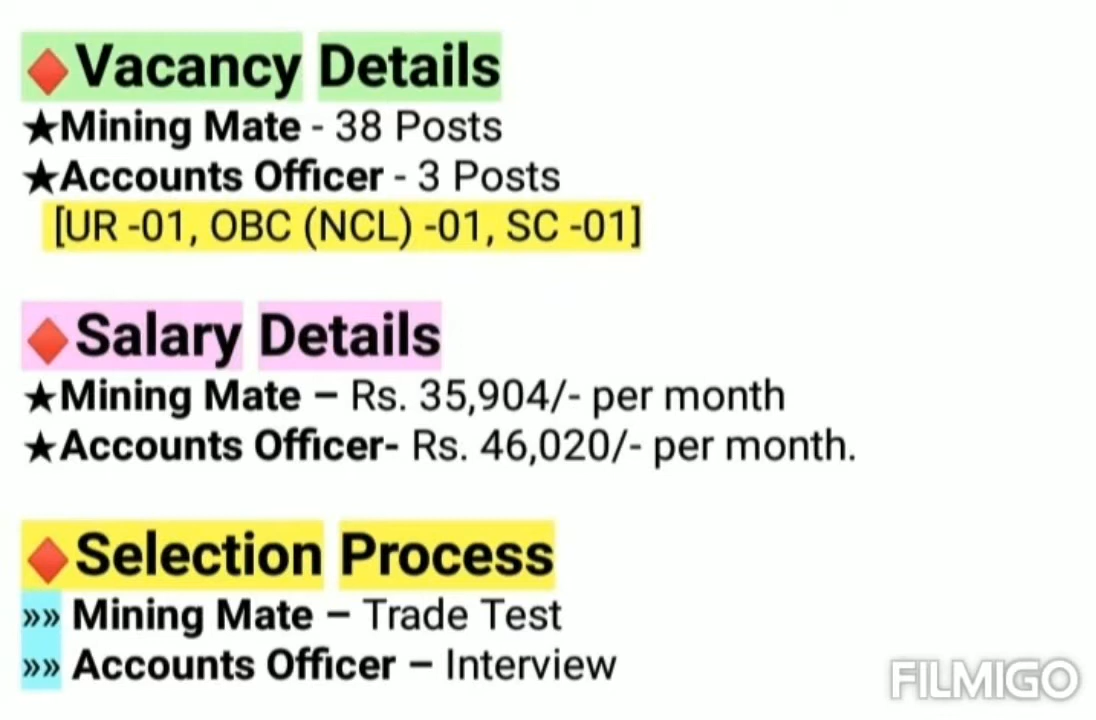 ♦Vacancy Details
★Mining Mate - 38 Posts
★Accounts Officer - 3 Posts
[UR -01, OBC (NCL) -01, SC -01]
♦Salary Details
★Mining Mate – Rs. 35,904/- per month
★Accounts Officer- Rs. 46,020/- per month.
♦Selection Process
»» Mining Mate – Trade Test
»» Accounts Officer – Interview
FILMIGO